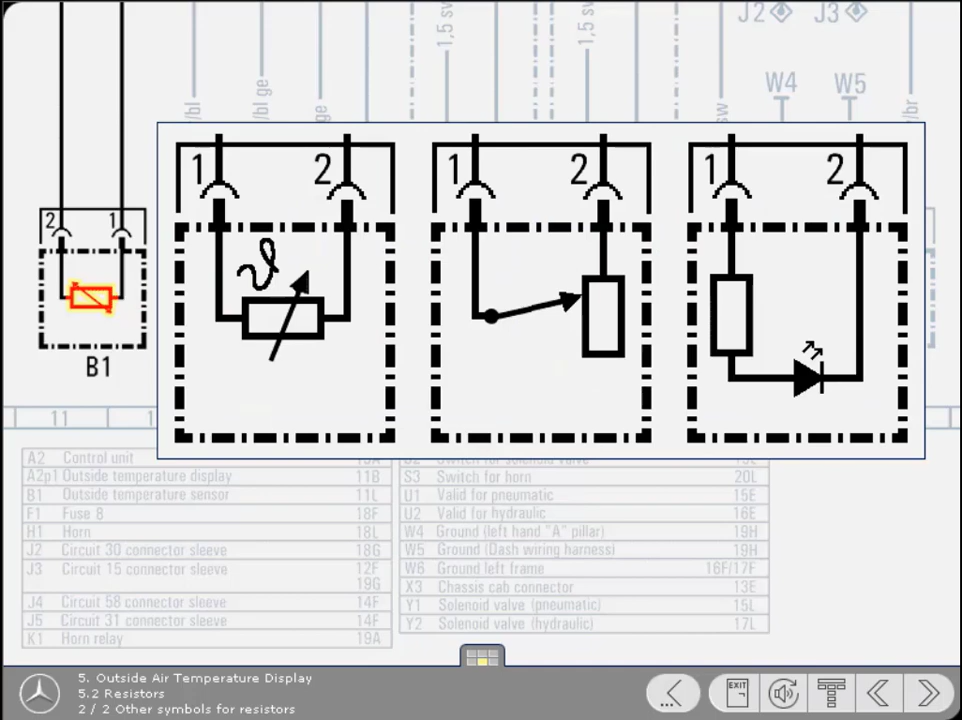 J2 J3
1,5 sw
1,5 sw
W4 W5
/bl
/bl ge
ge
sw
/br
1 2
1 2
1 2
ϑ
2 1
B1
11 1
A2 Control unit
A2p1 Outside temperature display 11B
B1 Outside temperature sensor 11L
F1 Fuse 8 18F
H1 Horn 18L
J2 Circuit 30 connector sleeve 18G
J3 Circuit 15 connector sleeve 12F
19G
J4 Circuit 58 connector sleeve 14F
J5 Circuit 31 connector sleeve 14F
K1 Horn relay 19A
Switch for solenoid valve
S3 Switch for horn 20L
U1 Valid for pneumatic 15E
U2 Valid for hydraulic 16E
W4 Ground (left hand "A" pillar) 19H
W5 Ground (Dash wiring harness) 19H
W6 Ground left frame 16F/17F
X3 Chassis cab connector 13E
Y1 Solenoid valve (pneumatic) 15L
Y2 Solenoid valve (hydraulic) 17L
5. Outside Air Temperature Display
5.2 Resistors
2 / 2 Other symbols for resistors
EXIT